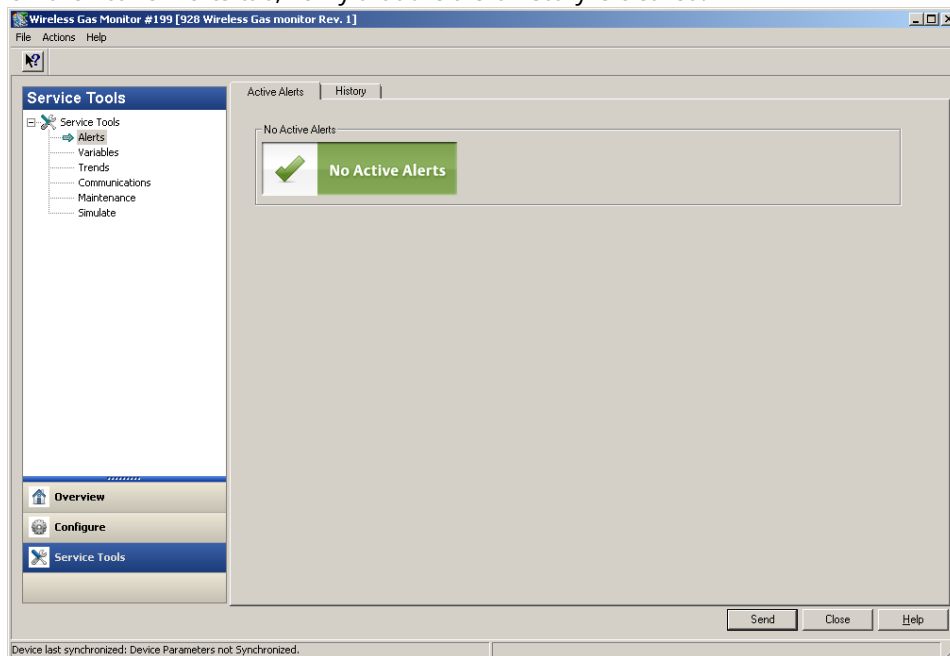 Wireless Gas Monitor #199 [928 Wireless Gas monitor Rev. 1]
File Actions Help
Service Tools
Service Tools
Alerts
Variables
Trends
Communications
Maintenance
Simulate
Overview
Configure
Service Tools
Active Alerts History
No Active Alerts
No Active Alerts
Send Close Help
Device last synchronized: Device Parameters not Synchronized.